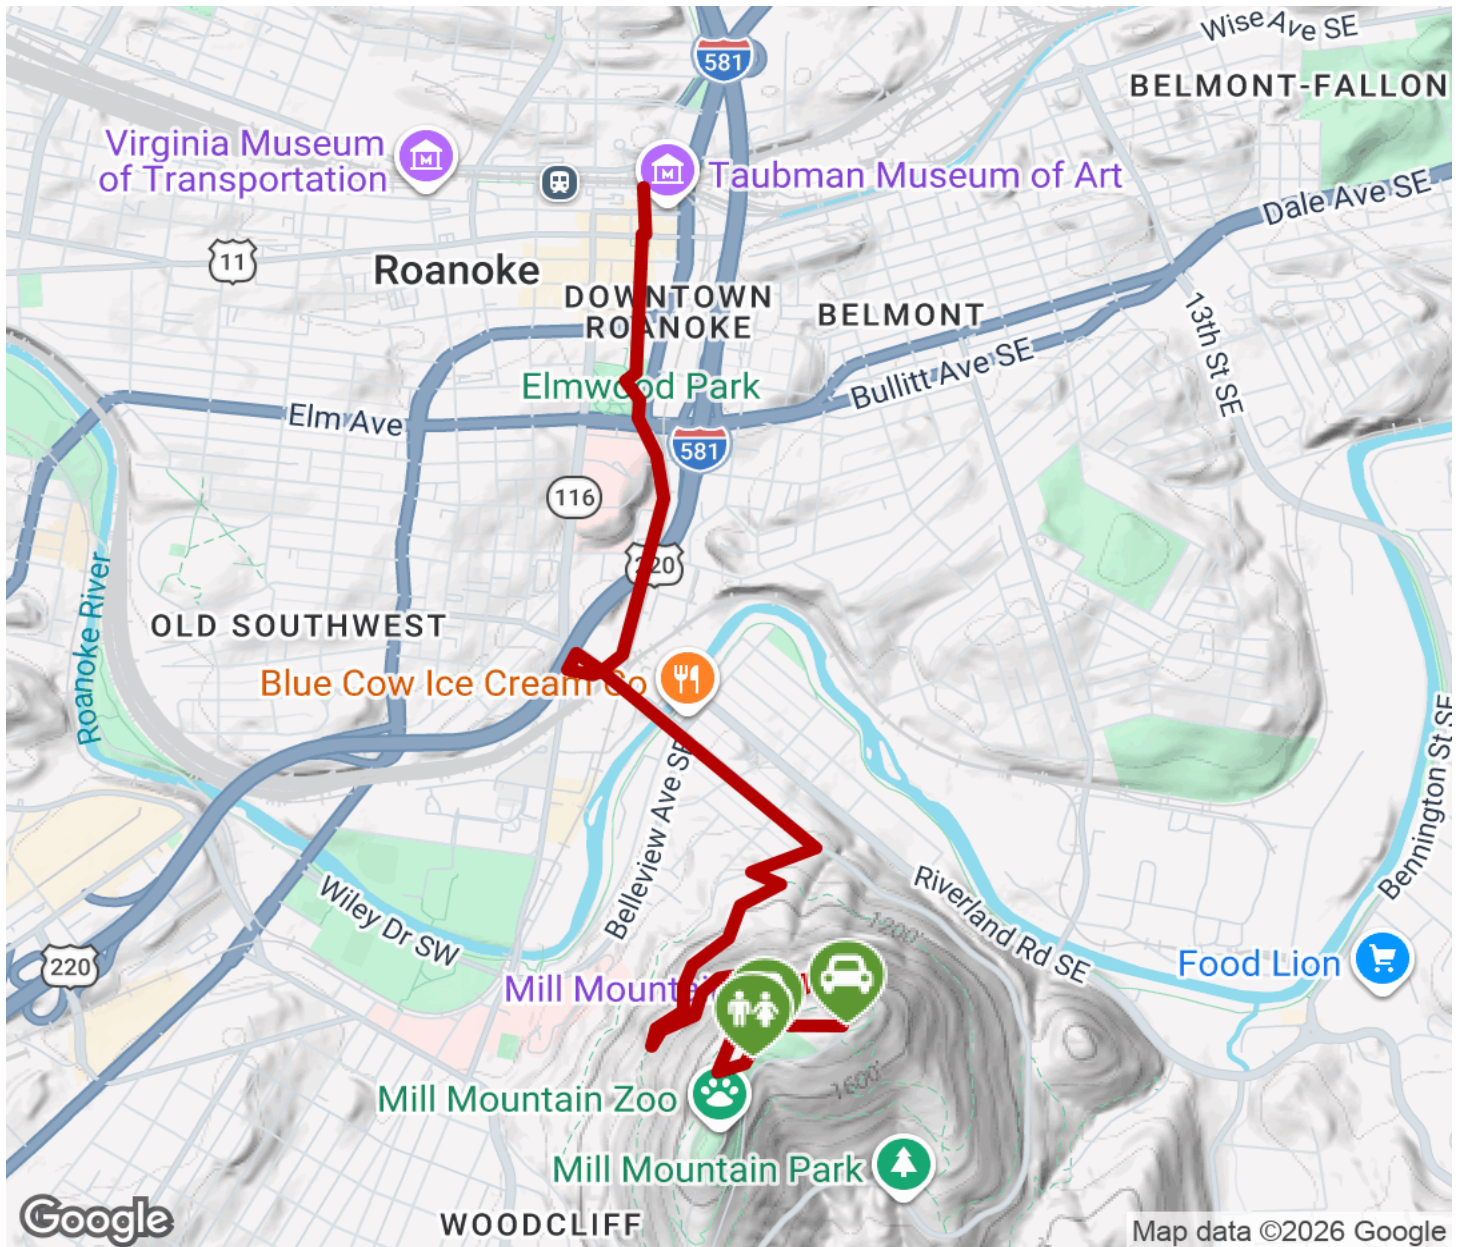 Wise Ave SE
581
BELMONT-FALLON
Virginia Museum
of Transportation
Taubman Museum of Art
Dale Ave SE
11
Roanoke
DOWNTOWN
ROANOKE
BELMONT
13th St SE
Elmwood Park
Bullitt Ave SE
Elm Ave
581
116
220
Roanoke River
OLD SOUTHWEST
Blue Cow Ice Cream Co
Belleview Ave SE
Bennington St SE
Wiley Dr SW
Riverland Rd SE
1200'
220
Food Lion
Mill Mountain
1600'
Mill Mountain Zoo
Mill Mountain Park
Google
WOODCLIFF
Map data ©2026 Google